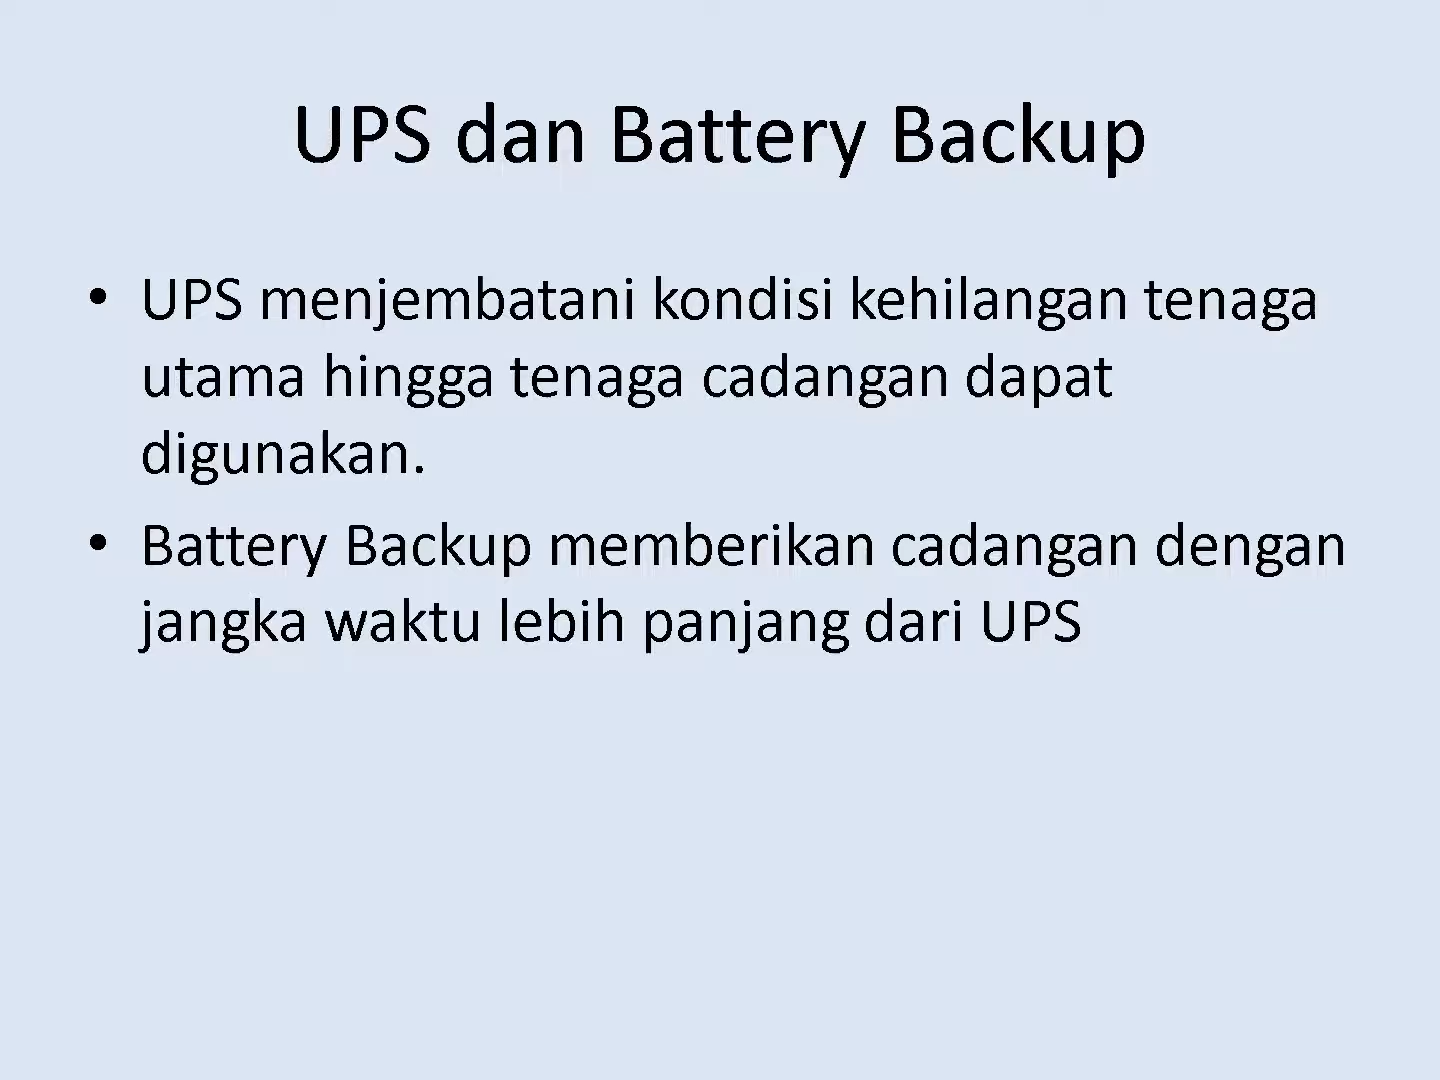 UPS dan Battery Backup
• UPS menjembatani kondisi kehilangan tenaga
utama hingga tenaga cadangan dapat
digunakan.
• Battery Backup memberikan cadangan dengan
jangka waktu lebih panjang dari UPS